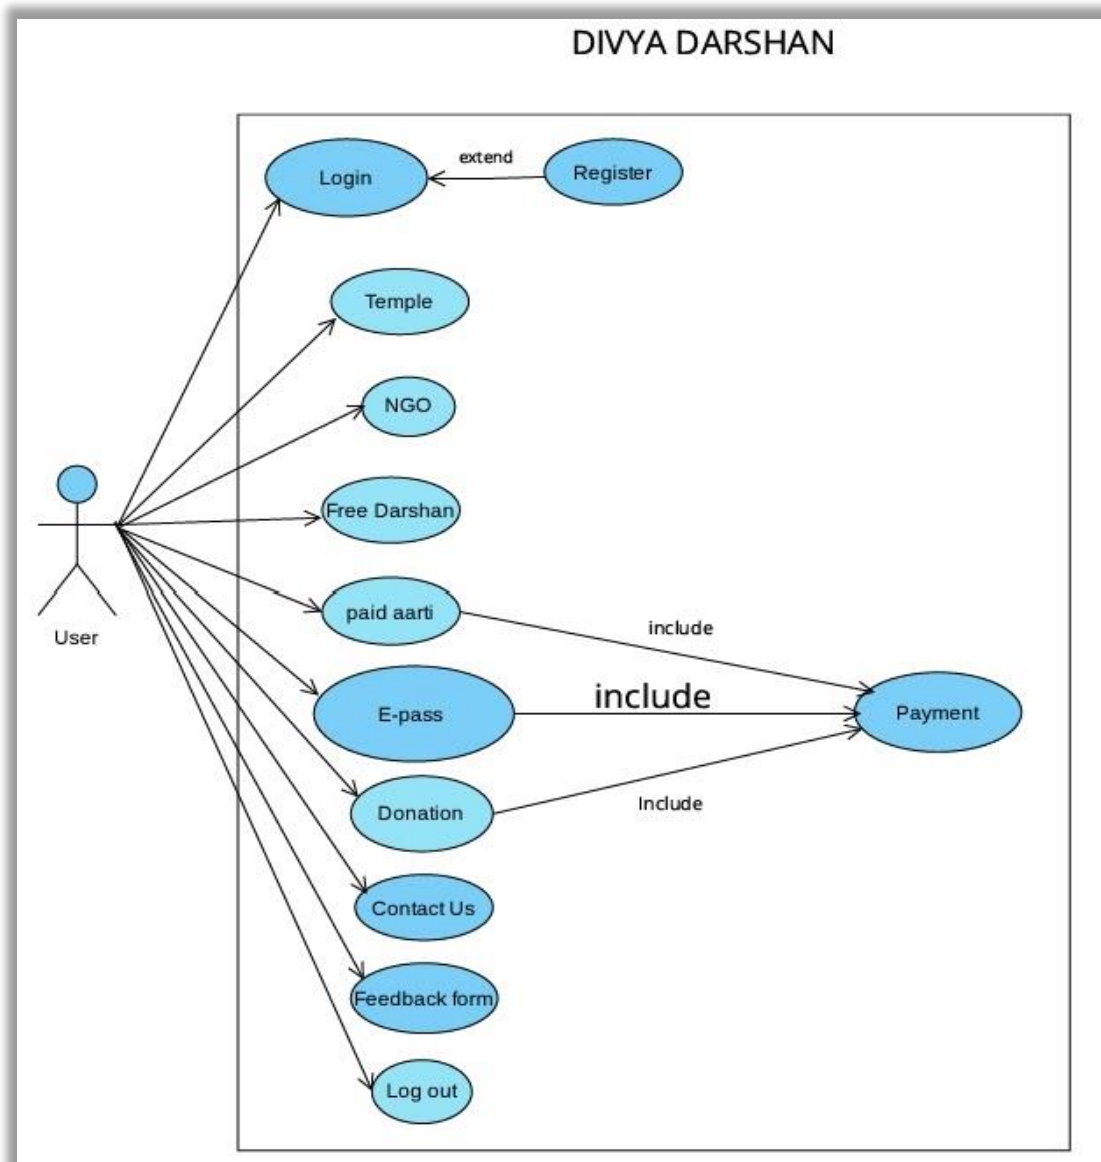 DIVYA DARSHAN
Login
extend
Register
Temple
NGO
Free Darshan
User
paid aarti
include
E-pass
include
Payment
Donation
Include
Contact Us
Feedback form
Log out